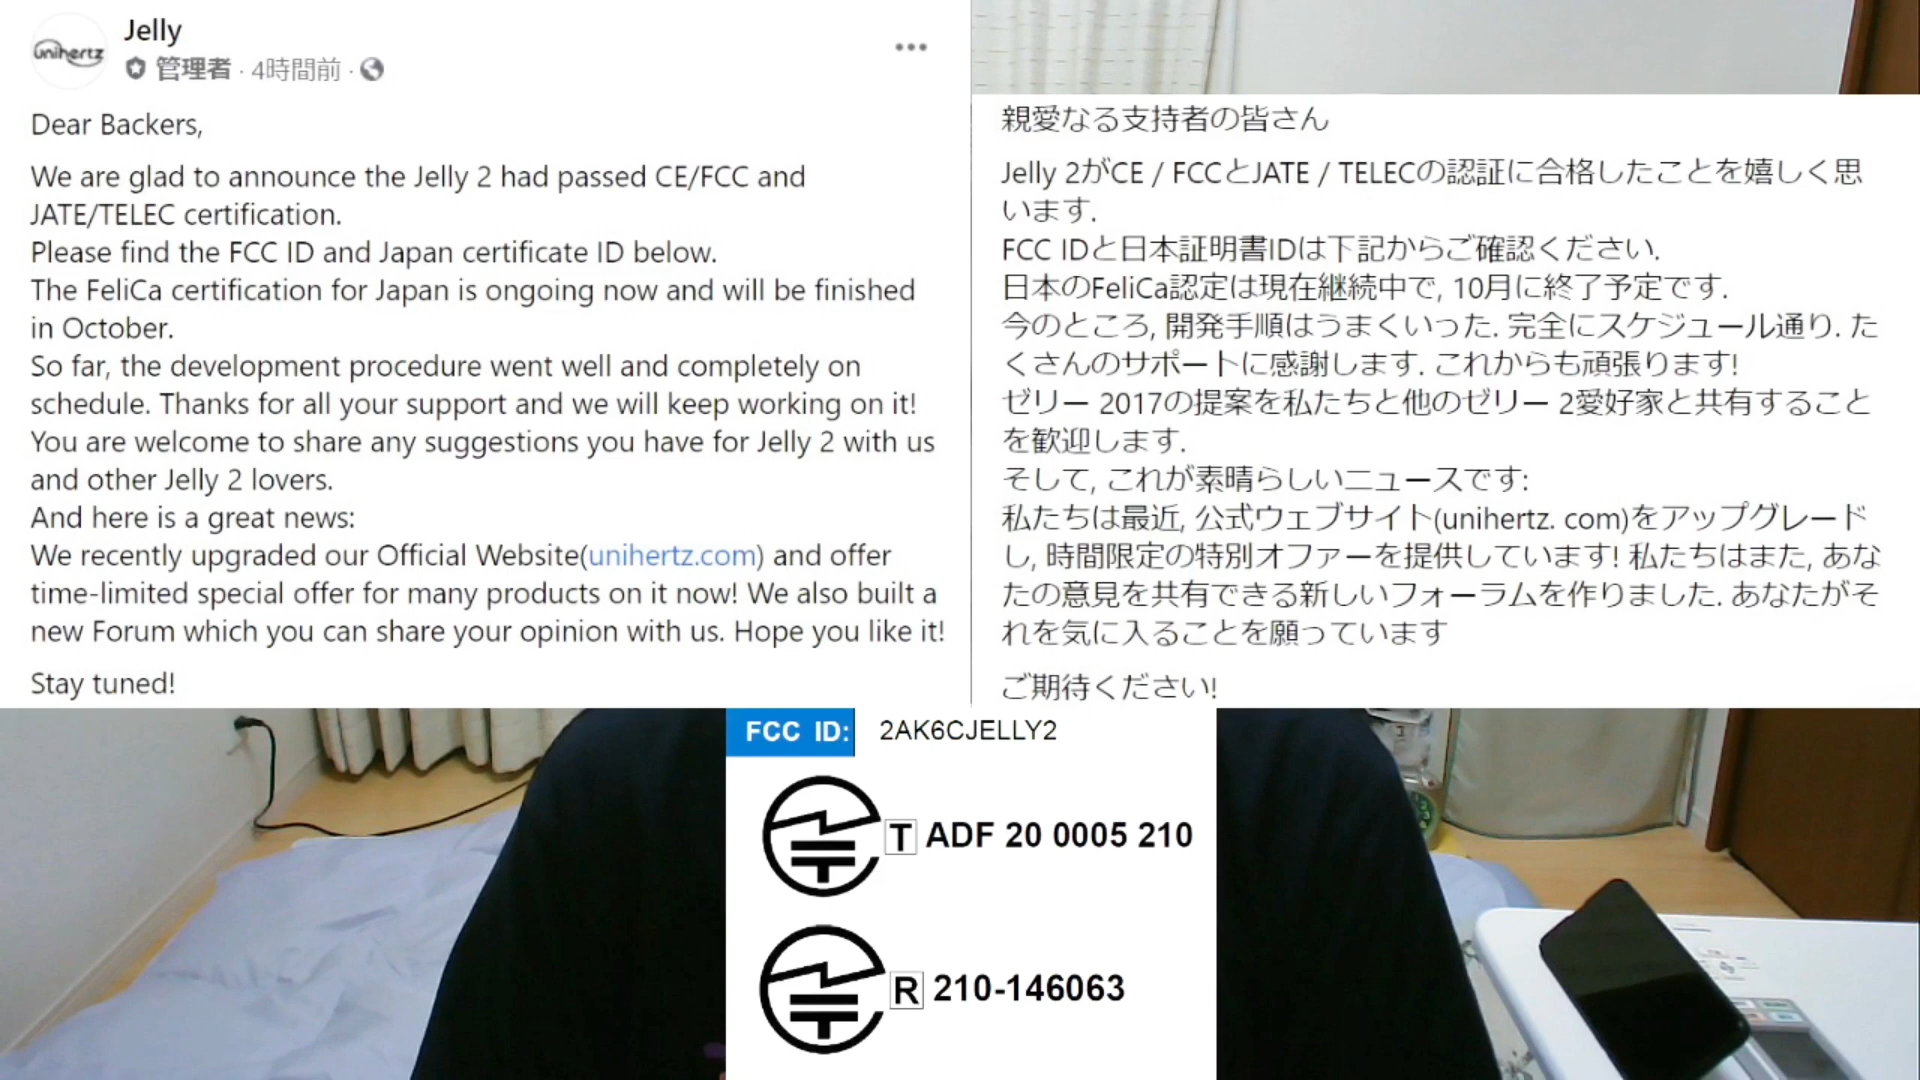 unihertz
Jelly
管理者 · 4時間前 ·
Dear Backers,
We are glad to announce the Jelly 2 had passed CE/FCC and
JATE/TELEC certification.
Please find the FCC ID and Japan certificate ID below.
The FeliCa certification for Japan is ongoing now and will be finished
in October.
So far, the development procedure went well and completely on
schedule. Thanks for all your support and we will keep working on it!
You are welcome to share any suggestions you have for Jelly 2 with us
and other Jelly 2 lovers.
And here is a great news:
We recently upgraded our Official Website(unihertz.com) and offer
time-limited special offer for many products on it now! We also built a
new Forum which you can share your opinion with us. Hope you like it!
Stay tuned!
親愛なる支持者の皆さん
Jelly 2がCE / FCCとJATE / TELECの認証に合格したことを嬉しく思
います.
FCC IDと日本証明書IDは下記からご確認ください.
日本のFeliCa認定は現在継続中で, 10月に終了予定です.
今のところ, 開発手順はうまくいった. 完全にスケジュール通り. た
くさんのサポートに感謝します. これからも頑張ります!
ゼリー 2017の提案を私たちと他のゼリー 2愛好家と共有すること
を歓迎します.
そして, これが素晴らしいニュースです:
私たちは最近, 公式ウェブサイト(unihertz. com)をアップグレード
し, 時間限定の特別オファーを提供しています! 私たちはまた, あな
たの意見を共有できる新しいフォーラムを作りました. あなたがそ
れを気に入ることを願っています
ご期待ください!
FCC ID: 2AK6CJELLY2
T ADF 20 0005 210
R 210-146063